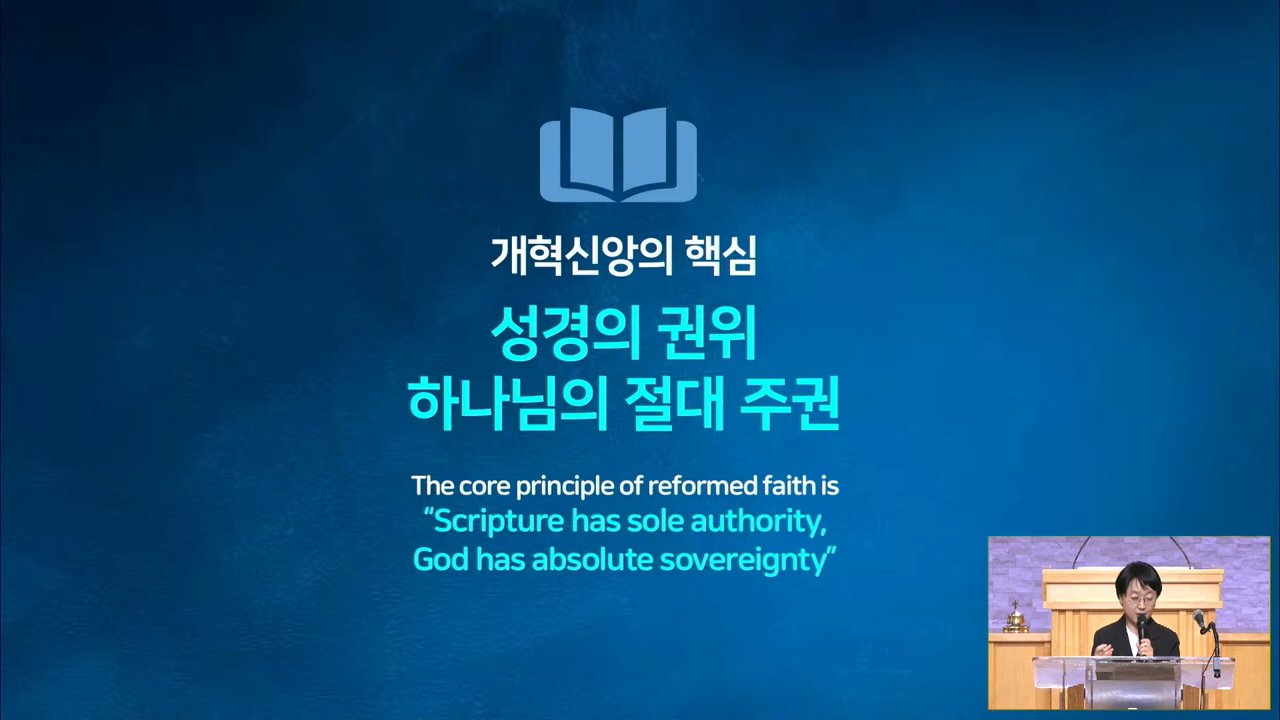 개혁신앙의 핵심
성경의 권위
하나님의 절대 주권
The core principle of reformed faith is
“Scripture has sole authority,
God has absolute sovereignty”